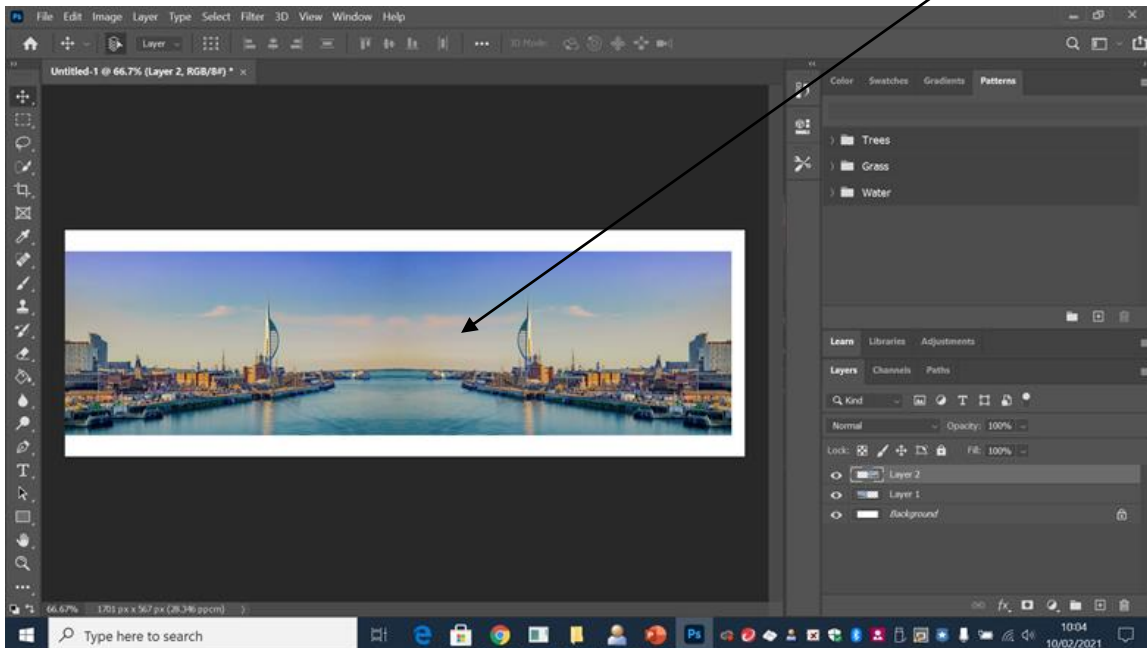 Ps File Edit Image Layer Type Select Filter 3D View Window Help
Layer 3D Mode:
Untitled-1 @ 66.7% (Layer 2, RGB/8#) * ×
Color Swatches Gradients Patterns
Trees
Grass
Water
Learn Libraries Adjustments
Layers Channels Paths
Kind
Normal Opacity: 100%
Lock: Fill: 100%
Layer 2
Layer 1
Background
fx
66.67% 1701 px x 567 px (28.346 ppcm)
Type here to search
Ps
10:04
10/02/2021